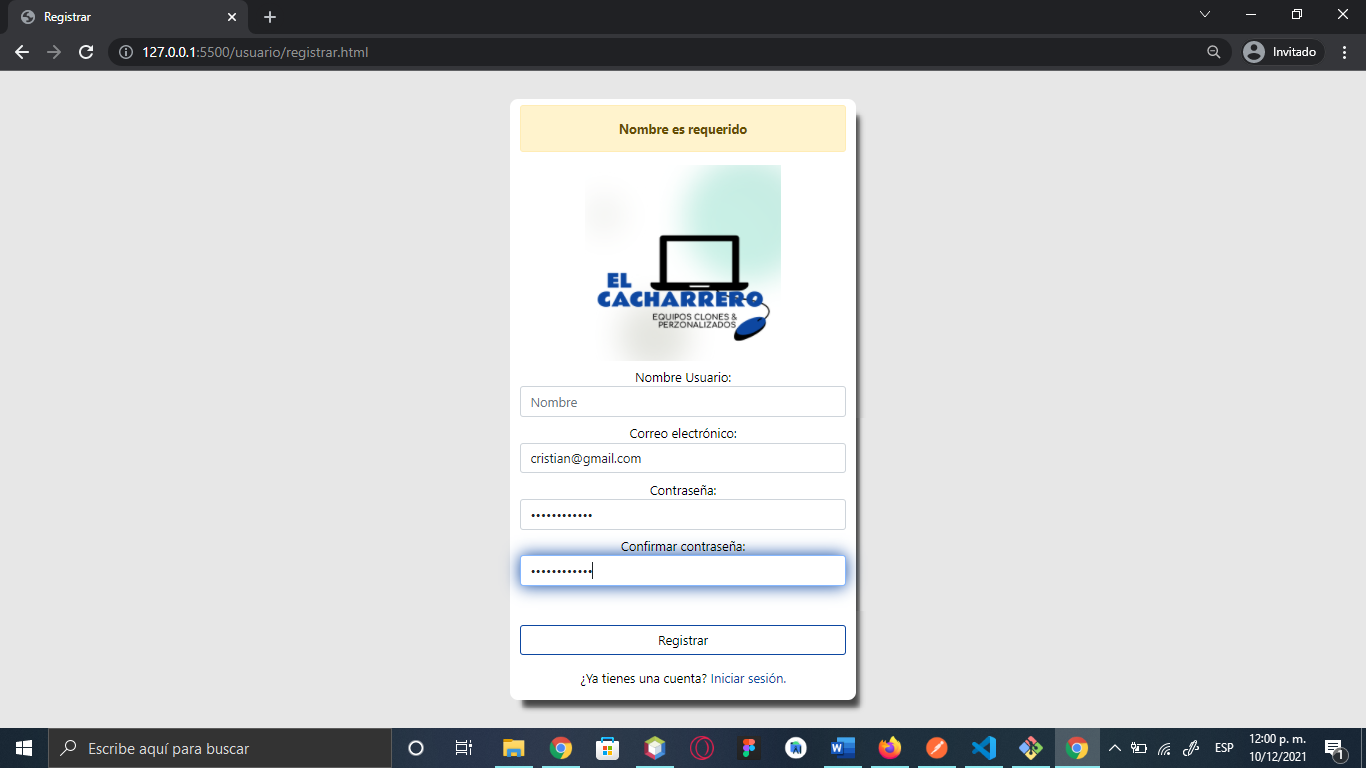 Registrar
127.0.0.1:5500/usuario/registrar.html
Invitado
Nombre es requerido
EL
CACHARRERO
EQUIPOS CLONES &
PERZONALIZADOS
Nombre Usuario:
Nombre
Correo electrónico:
cristian@gmail.com
Contraseña:
••••••••••••
Confirmar contraseña:
••••••••••••
Registrar
¿Ya tienes una cuenta? Iniciar sesión.
Escribe aquí para buscar
ESP
12:00 p. m.
10/12/2021
1